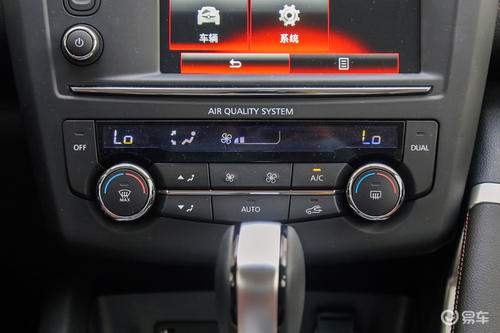 车辆
系统
AIR QUALITY SYSTEM
OFF
Lo
Lo
DUAL
MAX
A/C
AUTO
易车